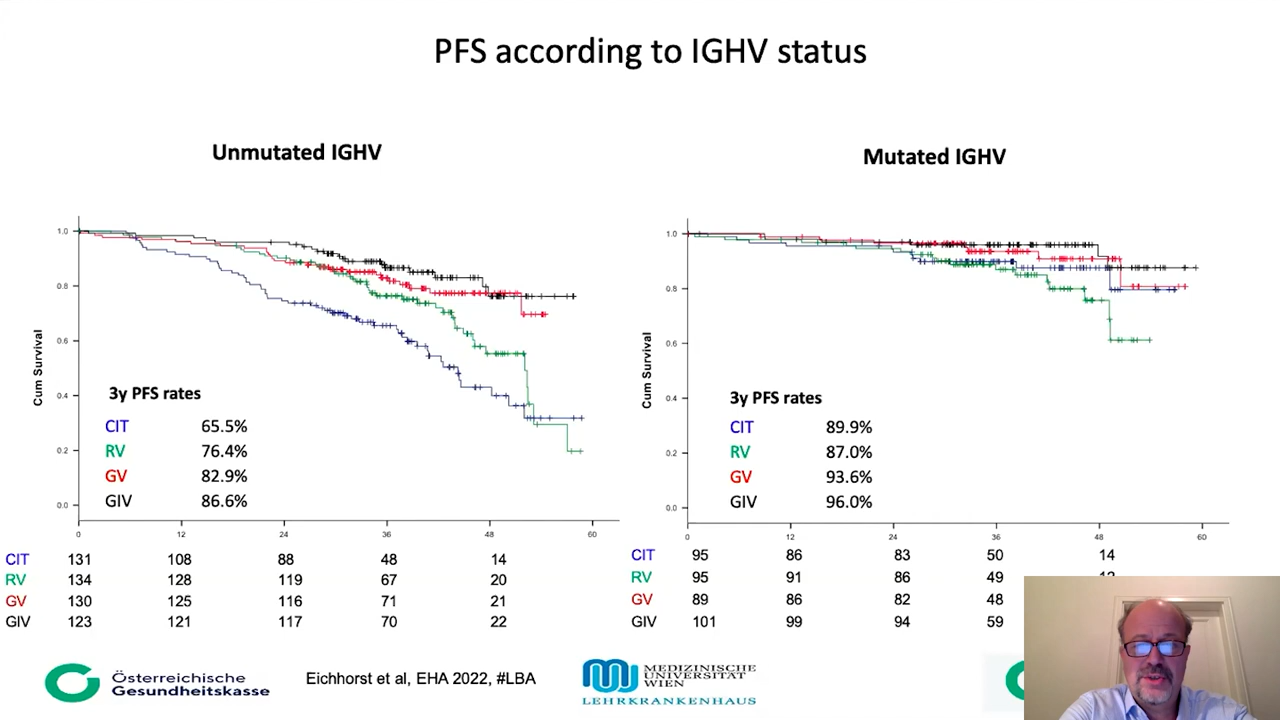 PFS according to IGHV status
Unmutated IGHV
Cum Survival
1.0
0.8
0.6
0.4
0.2
0.0
3y PFS rates
CIT 65.5%
RV 76.4%
GV 82.9%
GIV 86.6%
0 12 24 36 48 60
CIT 131 108 88 48 14
RV 134 128 119 67 20
GV 130 125 116 71 21
GIV 123 121 117 70 22
Mutated IGHV
Cum Survival
1.0
0.8
0.6
0.4
0.2
0.0
3y PFS rates
CIT 89.9%
RV 87.0%
GV 93.6%
GIV 96.0%
0 12 24 36 48 60
CIT 95 86 83 50 14
RV 95 91 86 49
GV 89 86 82 48
GIV 101 99 94 59
Österreichische
Gesundheitskasse
Eichhorst et al, EHA 2022, #LBA
MEDIZINISCHE
UNIVERSITÄT
WIEN
LEHRKRANKENHAUS